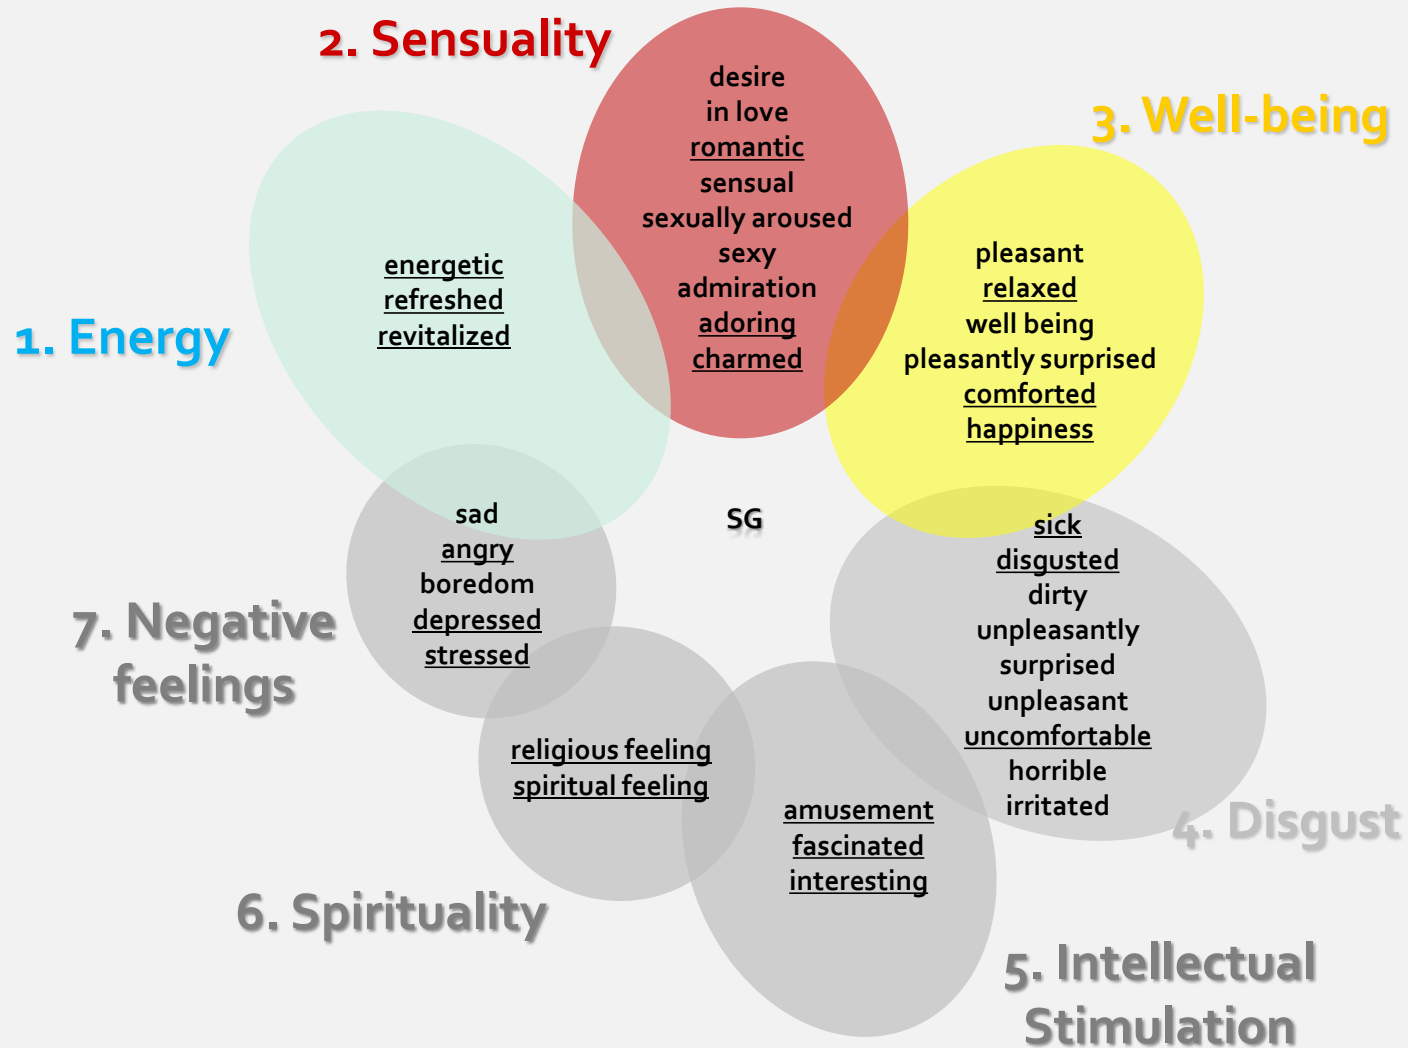 2. Sensuality
desire
in love
romantic
sensual
sexually aroused
sexy
admiration
adoring
charmed
3. Well-being
pleasant
relaxed
well being
pleasantly surprised
comforted
happiness
1. Energy
energetic
refreshed
revitalized
SG
sad
angry
boredom
depressed
stressed
7. Negative
feelings
sick
disgusted
dirty
unpleasantly
surprised
unpleasant
uncomfortable
horrible
irritated
4. Disgust
religious feeling
spiritual feeling
6. Spirituality
amusement
fascinated
interesting
5. Intellectual
Stimulation